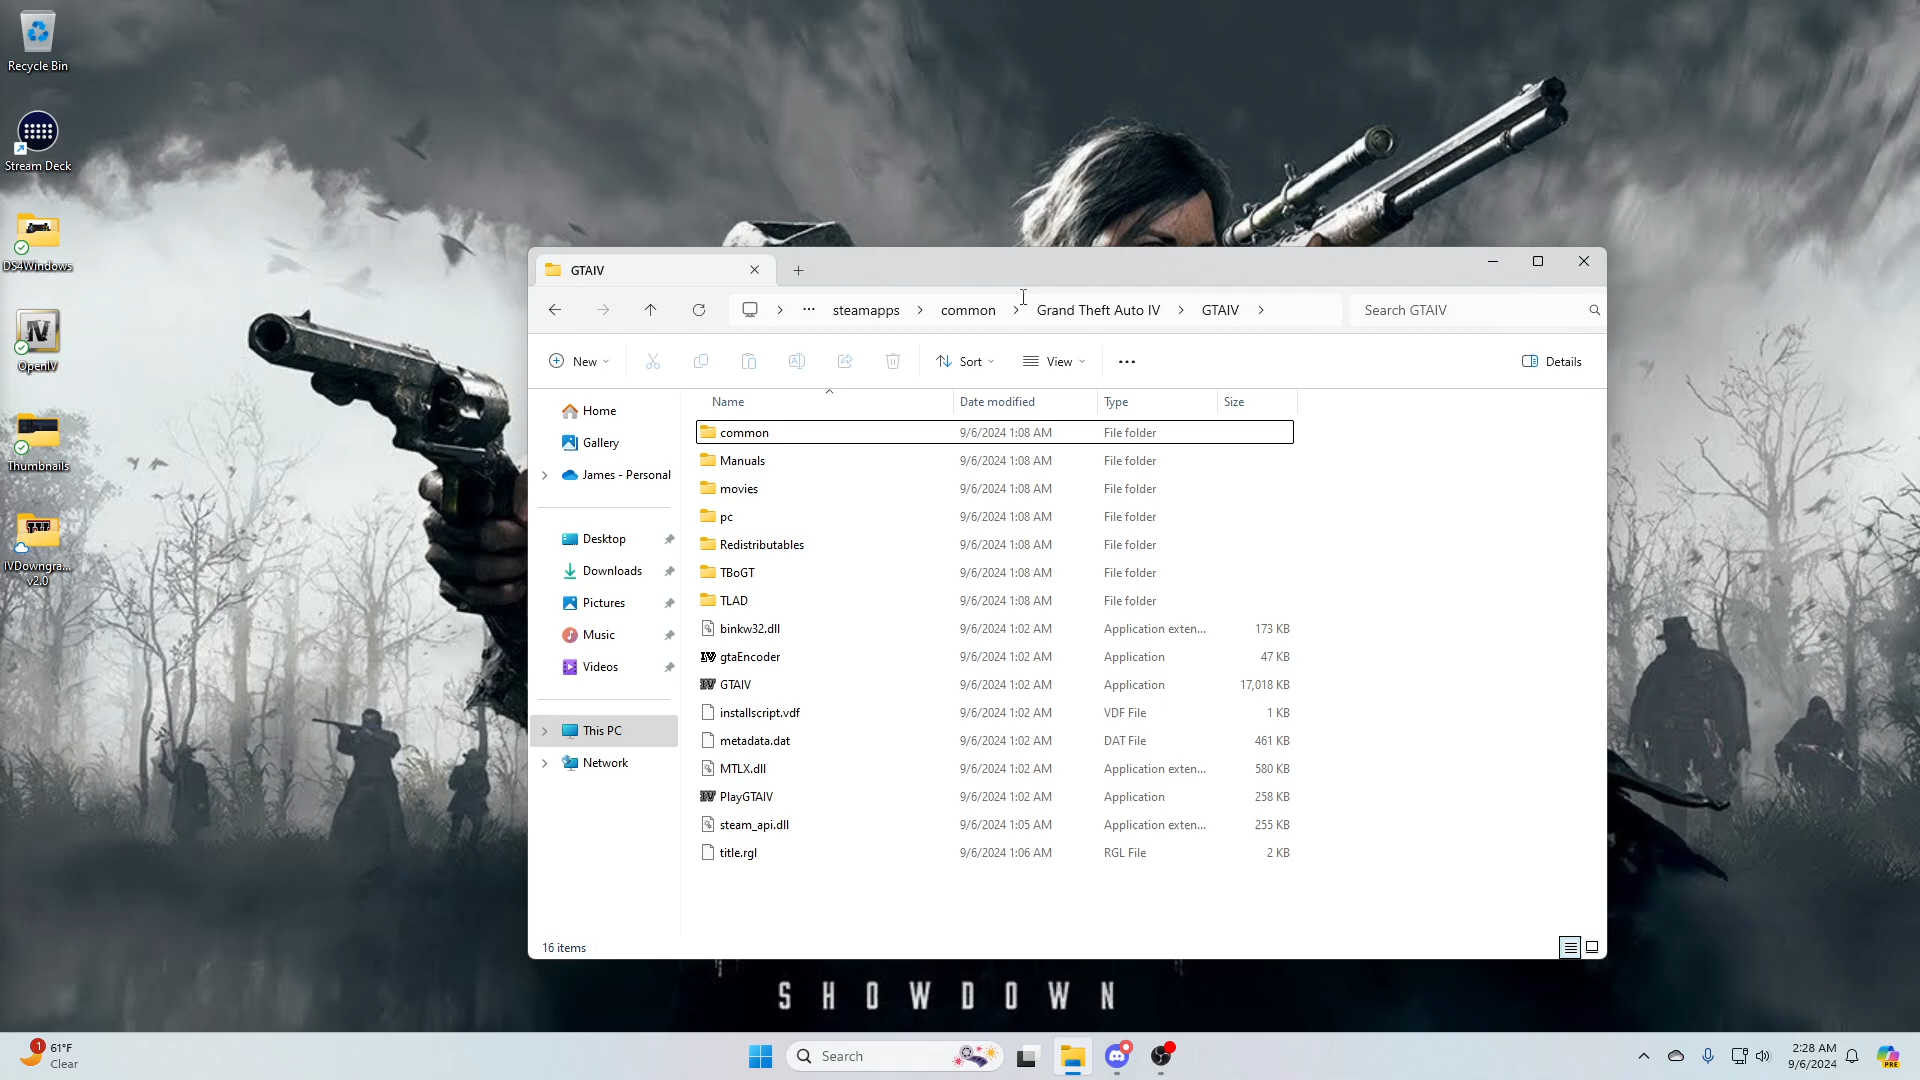 Recycle Bin
Stream Deck
DS4Windows
OpenIV
Thumbnails
IVDowngra...
v2.0
GTAIV
steamapps
common
Grand Theft Auto IV
GTAIV
Search GTAIV
New
Sort
View
Details
Home
Gallery
James - Personal
Desktop
Downloads
Pictures
Music
Videos
This PC
Network
Name Date modified Type Size
common 9/6/2024 1:08 AM File folder
Manuals 9/6/2024 1:08 AM File folder
movies 9/6/2024 1:08 AM File folder
pc 9/6/2024 1:08 AM File folder
Redistributables 9/6/2024 1:08 AM File folder
TBoGT 9/6/2024 1:08 AM File folder
TLAD 9/6/2024 1:08 AM File folder
binkw32.dll 9/6/2024 1:02 AM Application exten... 173 KB
gtaEncoder 9/6/2024 1:02 AM Application 47 KB
GTAIV 9/6/2024 1:02 AM Application 17,018 KB
installscript.vdf 9/6/2024 1:02 AM VDF File 1 KB
metadata.dat 9/6/2024 1:02 AM DAT File 461 KB
MTLX.dll 9/6/2024 1:02 AM Application exten... 580 KB
PlayGTAIV 9/6/2024 1:02 AM Application 258 KB
steam_api.dll 9/6/2024 1:05 AM Application exten... 255 KB
title.rgl 9/6/2024 1:06 AM RGL File 2 KB
16 items
SHOWDOWN
1
61°F
Clear
Search
2:28 AM
9/6/2024
PRE